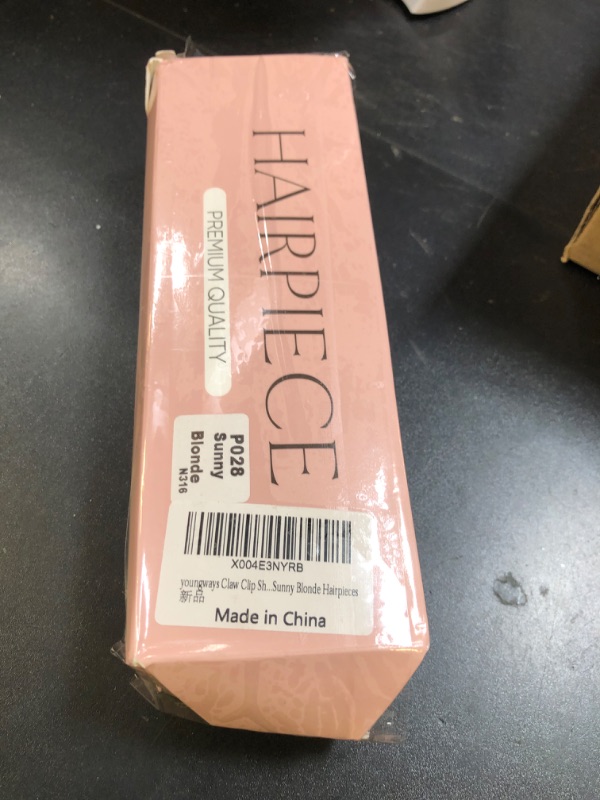 HAIRPIECE
PREMIUM QUALITY
P028
Sunny
Blonde
N316
X004E3NYRB
youngways Claw Clip Sh...Sunny Blonde Hairpieces
新品
Made in China